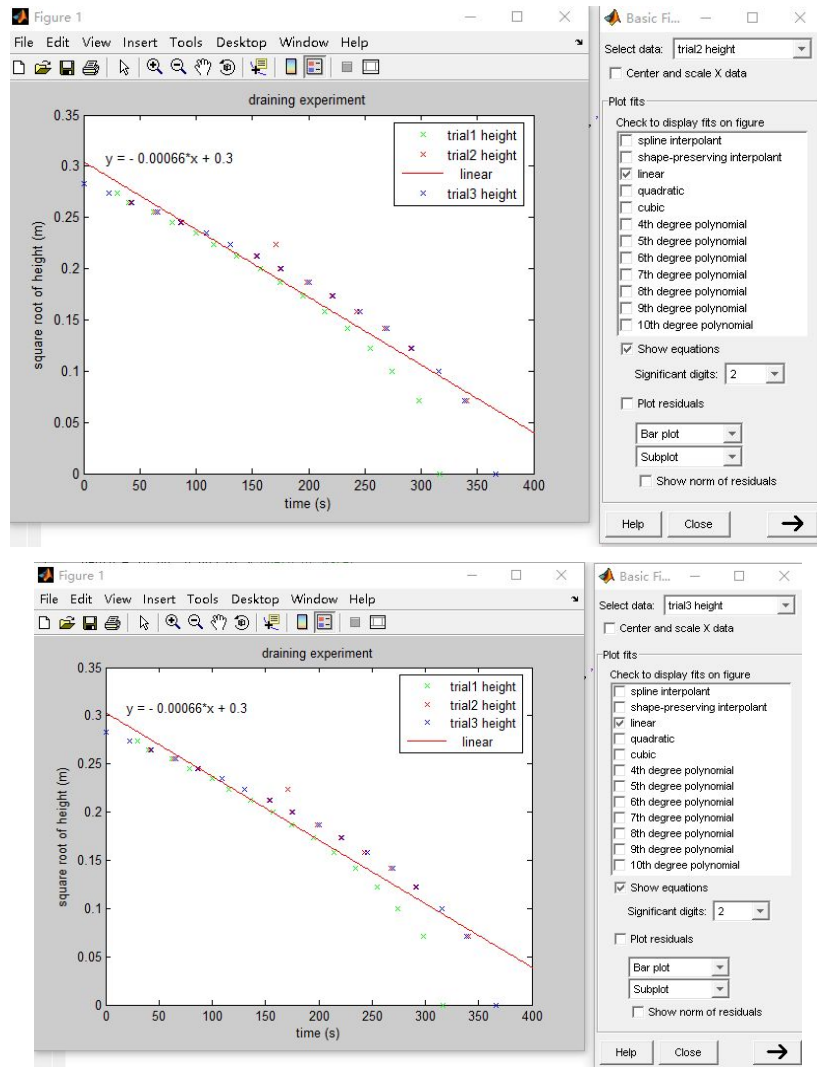 Figure 1
File Edit View Insert Tools Desktop Window Help
draining experiment
0.35
0.3
0.25
0.2
0.15
0.1
0.05
0
y = - 0.00066*x + 0.3
trial1 height
trial2 height
linear
trial3 height
square root of height (m)
0 50 100 150 200 250 300 350 400
time (s)
Basic Fi...
Select data: trial2 height
Center and scale X data
Plot fits
Check to display fits on figure
spline interpolant
shape-preserving interpolant
linear
quadratic
cubic
4th degree polynomial
5th degree polynomial
6th degree polynomial
7th degree polynomial
8th degree polynomial
9th degree polynomial
10th degree polynomial
Show equations
Significant digits: 2
Plot residuals
Bar plot
Subplot
Show norm of residuals
Help Close
Figure 1
File Edit View Insert Tools Desktop Window Help
draining experiment
0.35
0.3
0.25
0.2
0.15
0.1
0.05
0
y = - 0.00066*x + 0.3
trial1 height
trial2 height
trial3 height
linear
square root of height (m)
0 50 100 150 200 250 300 350 400
time (s)
Basic Fi...
Select data: trial3 height
Center and scale X data
Plot fits
Check to display fits on figure
spline interpolant
shape-preserving interpolant
linear
quadratic
cubic
4th degree polynomial
5th degree polynomial
6th degree polynomial
7th degree polynomial
8th degree polynomial
9th degree polynomial
10th degree polynomial
Show equations
Significant digits: 2
Plot residuals
Bar plot
Subplot
Show norm of residuals
Help Close